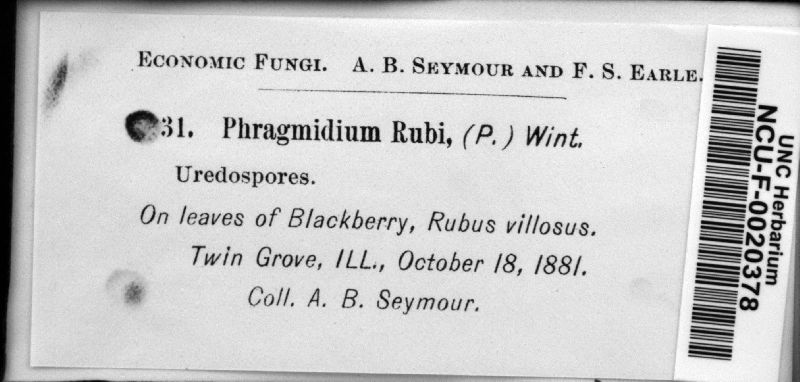 Economic Fungi. A. B. Seymour and F. S. Earle.
31. Phragmidium Rubi, (P.) Wint.
Uredospores.
On leaves of Blackberry, Rubus villosus.
Twin Grove, ILL., October 18, 1881.
Coll. A. B. Seymour.
UNC Herbarium
NCU-F-0020378